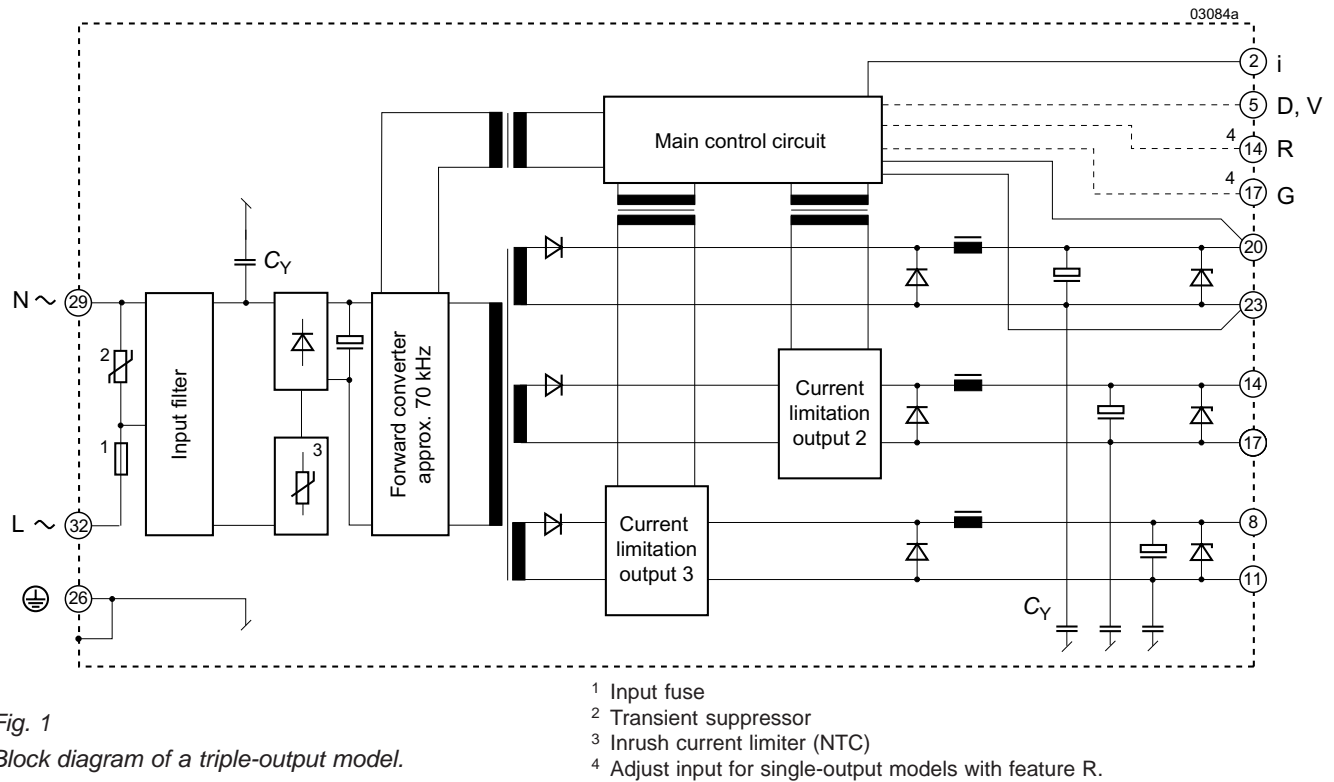 03084a
2 i
5 D, V
4
14 R
4
17 G
Main control circuit
20
CY
N ~ 29
23
2
Input filter
3
Forward converter
approx. 70 kHz
Current
limitation
output 2
14
17
1
L ~ 32
Current
limitation
output 3
8
11
26
CY
Fig. 1
Block diagram of a triple-output model.
1 Input fuse
2 Transient suppressor
3 Inrush current limiter (NTC)
4 Adjust input for single-output models with feature R.